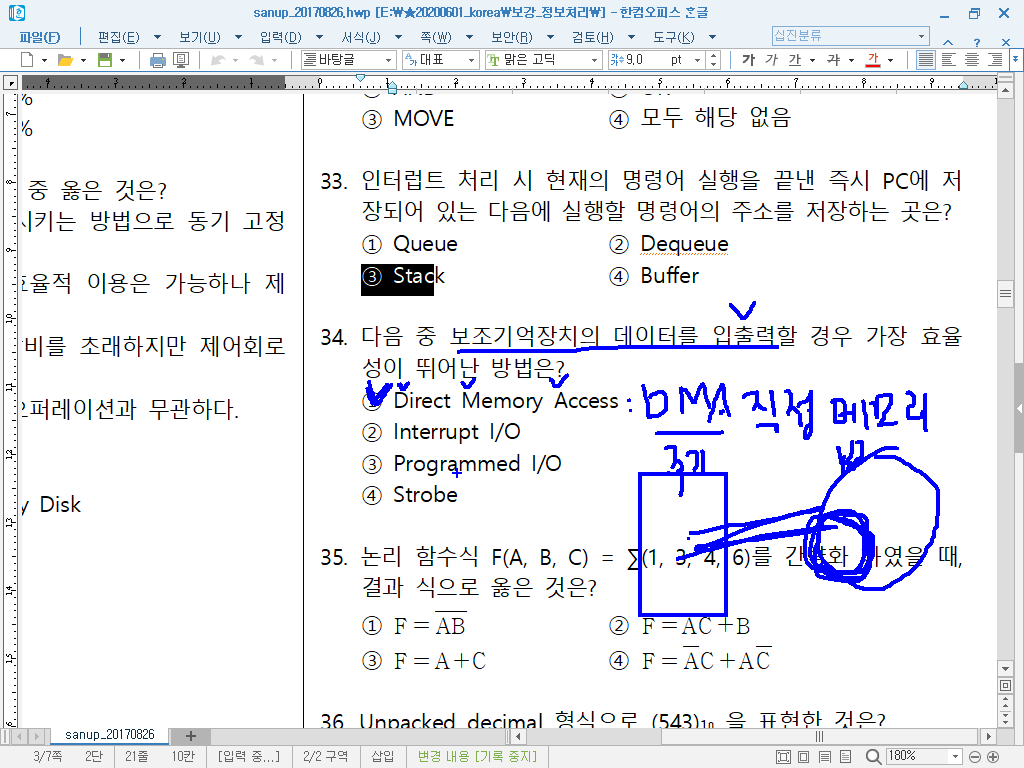 sanup_20170826.hwp [E:₩★20200601_korea₩보강_정보처리₩] - 한컴오피스 흔글
파일(F) 편집(E) 보기(U) 입력(D) 서식(J) 쪽(W) 보안(R) 검토(H) 도구(K) 십진분류
바탕글 대표 맑은 고딕 9,0 pt 가 가 가 가 가
%
%
중 옳은 것은?
시키는 방법으로 동기 고정
효율적 이용은 가능하나 제
비를 초래하지만 제어회로
오퍼레이션과 무관하다.
y Disk
③ MOVE ④ 모두 해당 없음
33. 인터럽트 처리 시 현재의 명령어 실행을 끝낸 즉시 PC에 저
장되어 있는 다음에 실행할 명령어의 주소를 저장하는 곳은?
① Queue ② Dequeue
③ Stack ④ Buffer
34. 다음 중 보조기억장치의 데이터를 입출력할 경우 가장 효율
성이 뛰어난 방법은?
① Direct Memory Access : DMA 직접 메모리
② Interrupt I/O
③ Programmed I/O
주기
④ Strobe
35. 논리 함수식 F(A, B, C) = ∑(1, 3, 4, 6)를 간략화 하였을 때,
결과 식으로 옳은 것은?
① F = A̅B̅ ② F = AC + B
③ F = A + C ④ F = A̅C + AC̅
36. Unpacked decimal 형식으로 (543)₁₀ 을 표현한 것은?
sanup_20170826
3/7쪽 2단 21줄 10칸 [입력 중...] 2/2 구역 삽입 변경 내용 [기록 중지] 180%